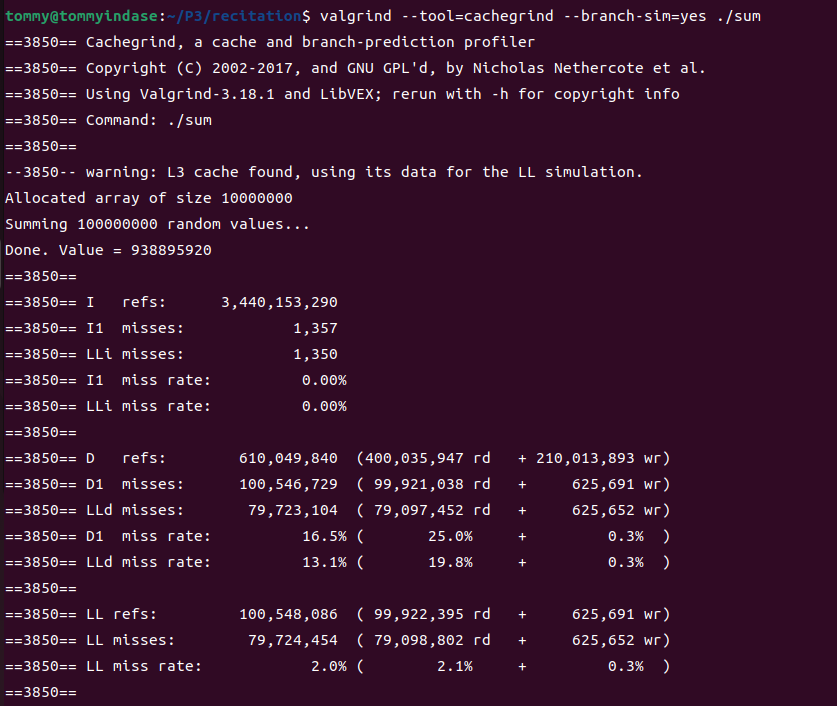 tommy@tommyindase:~/P3/recitation$ valgrind --tool=cachegrind --branch-sim=yes ./sum
==3850== Cachegrind, a cache and branch-prediction profiler
==3850== Copyright (C) 2002-2017, and GNU GPL'd, by Nicholas Nethercote et al.
==3850== Using Valgrind-3.18.1 and LibVEX; rerun with -h for copyright info
==3850== Command: ./sum
==3850==
--3850-- warning: L3 cache found, using its data for the LL simulation.
Allocated array of size 10000000
Summing 100000000 random values...
Done. Value = 938895920
==3850==
==3850== I   refs:      3,440,153,290
==3850== I1  misses:            1,357
==3850== LLi misses:            1,350
==3850== I1  miss rate:          0.00%
==3850== LLi miss rate:          0.00%
==3850==
==3850== D   refs:        610,049,840  (400,035,947 rd   + 210,013,893 wr)
==3850== D1  misses:      100,546,729  ( 99,921,038 rd   +     625,691 wr)
==3850== LLd misses:       79,723,104  ( 79,097,452 rd   +     625,652 wr)
==3850== D1  miss rate:          16.5% (       25.0%     +         0.3%  )
==3850== LLd miss rate:          13.1% (       19.8%     +         0.3%  )
==3850==
==3850== LL refs:         100,548,086  ( 99,922,395 rd   +     625,691 wr)
==3850== LL misses:        79,724,454  ( 79,098,802 rd   +     625,652 wr)
==3850== LL miss rate:            2.0% (        2.1%     +         0.3%  )
==3850==